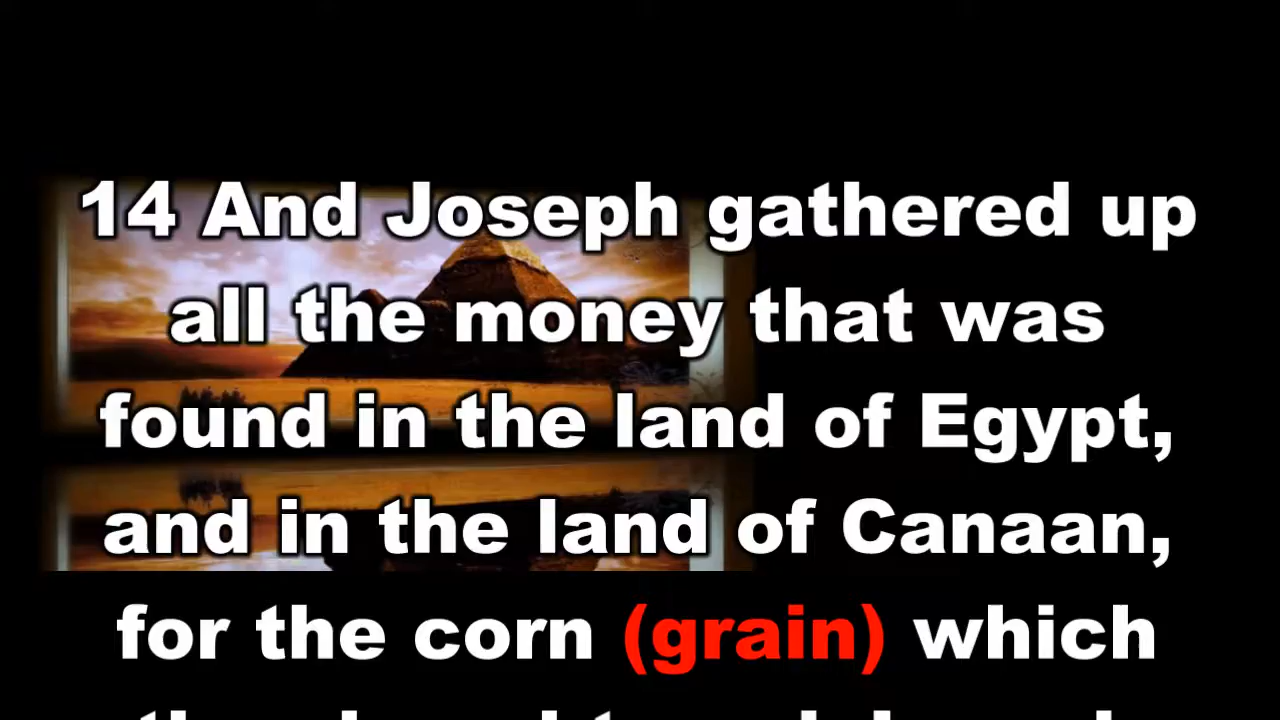 14 And Joseph gathered up
all the money that was
found in the land of Egypt,
and in the land of Canaan,
for the corn (grain) which